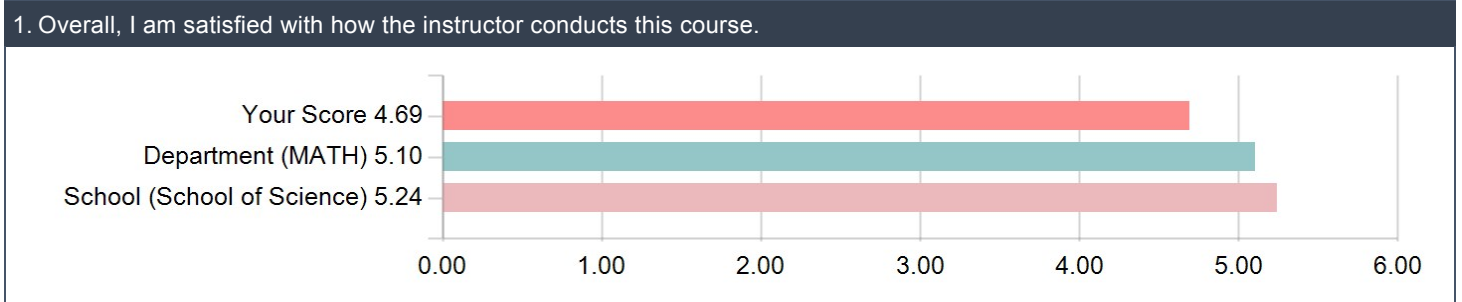 1. Overall, I am satisfied with how the instructor conducts this course.
Your Score 4.69
Department (MATH) 5.10
School (School of Science) 5.24
0.00 1.00 2.00 3.00 4.00 5.00 6.00